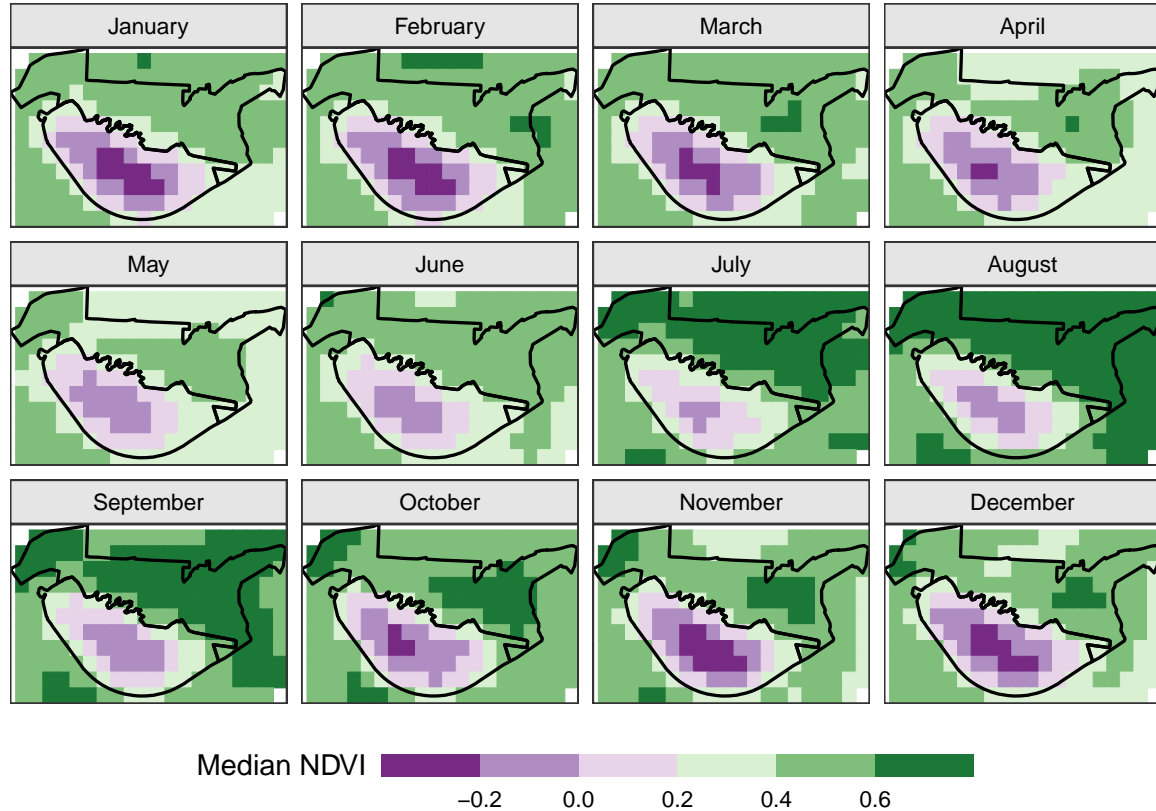 January February March April
May June July August
September October November December
Median NDVI
−0.2 0.0 0.2 0.4 0.6